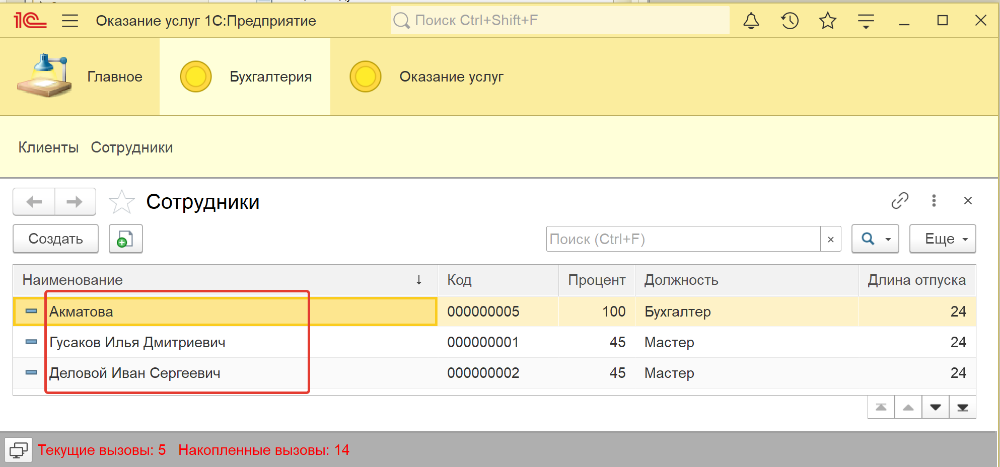 1С Оказание услуг 1С:Предприятие Поиск Ctrl+Shift+F
Главное Бухгалтерия Оказание услуг
Клиенты Сотрудники
Сотрудники
Создать Поиск (Ctrl+F) × Еще
Наименование ↓ Код Процент Должность Длина отпуска
Акматова 000000005 100 Бухгалтер 24
Гусаков Илья Дмитриевич 000000001 45 Мастер 24
Деловой Иван Сергеевич 000000002 45 Мастер 24
Текущие вызовы: 5 Накопленные вызовы: 14